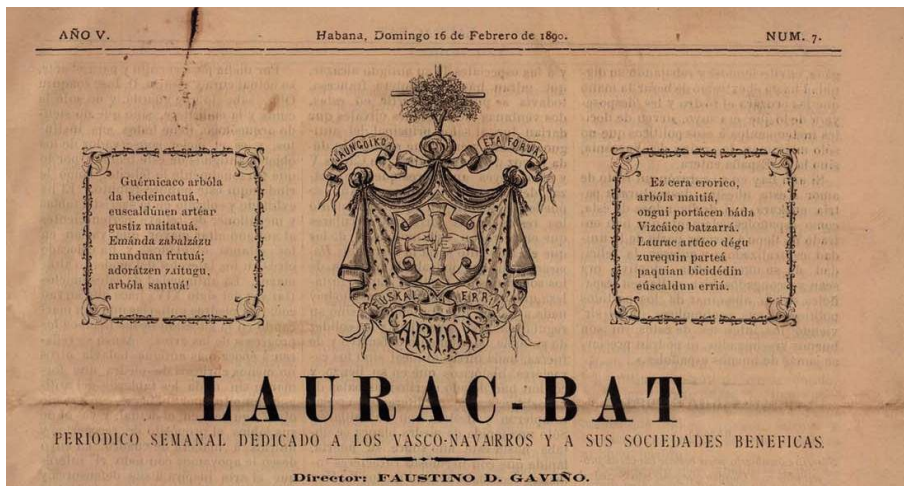 AÑO V.
Habana, Domingo 16 de Febrero de 1890.
NUM. 7.
Guérnicaco arbóla
da bedeincatuá,
euscaldúnen artéar
gustiz maitatuá.
Emánda zabalzázu
munduan frutuá;
adorátzen zaítugu,
arbóla santuá!
JAUNGOIKOA ETA FORUAK
EUSKAL ERRIA
CARIDAD
Ez cera erorico,
arbóla maitiá,
ongui portácen báda
Vizcáico batzarrá.
Laurac artúco dégu
zurequin parteá
paquian bicidédin
eúscaldun erriá.
LAURAC-BAT
PERIODICO SEMANAL DEDICADO A LOS VASCO-NAVARROS Y A SUS SOCIEDADES BENEFICAS.
Director: FAUSTINO D. GAVIÑO.